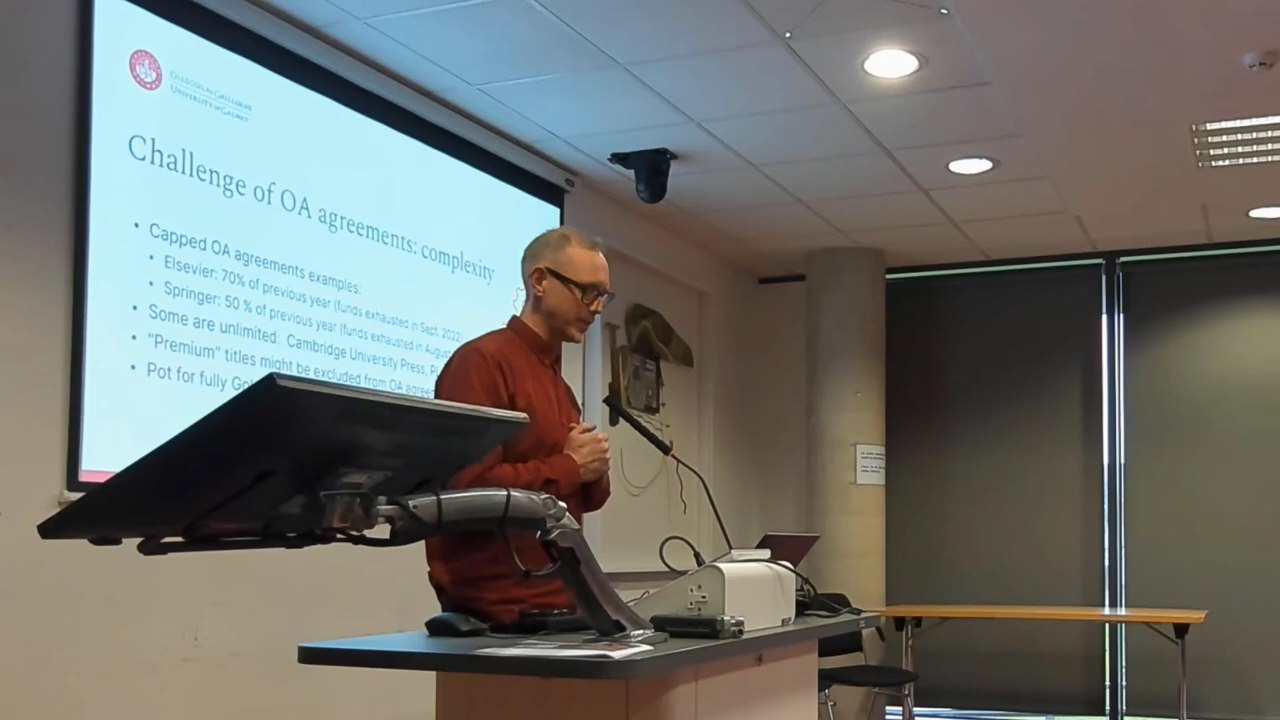 OLLSCOIL NA GAILLIMHE
UNIVERSITY OF GALWAY
Challenge of OA agreements: complexity
• Capped OA agreements examples:
• Elsevier: 70% of previous year (funds exhausted in Sept. 2022)
• Springer: 50 % of previous year (funds exhausted in August
• Some are unlimited: Cambridge University Press,
• "Premium" titles might be excluded from OA
• Pot for fully